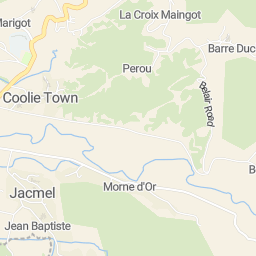 La Croix Maingot
Marigot
Barre Duc
Perou
Belair Road
Coolie Town
B
Morne d'Or
Jacmel
Jean Baptiste